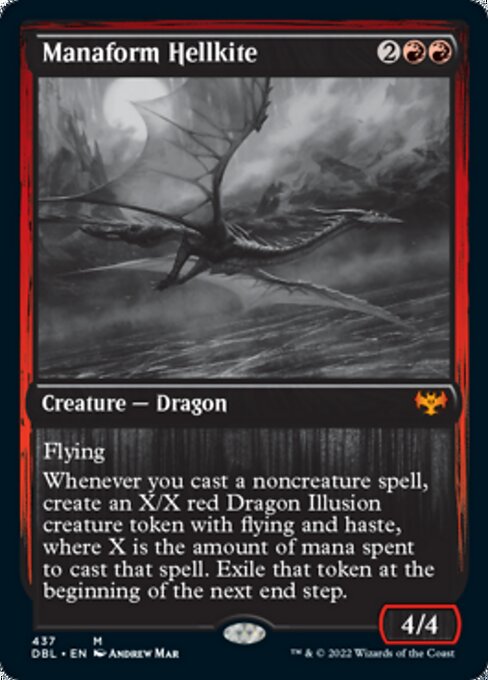 Manaform Hellkite 2
Creature — Dragon
Flying
Whenever you cast a noncreature spell,
create an X/X red Dragon Illusion
creature token with flying and haste,
where X is the amount of mana spent
to cast that spell. Exile that token at the
beginning of the next end step.
4/4
437 M
DBL • EN Andrew Mar
™ & © 2022 Wizards of the Coast